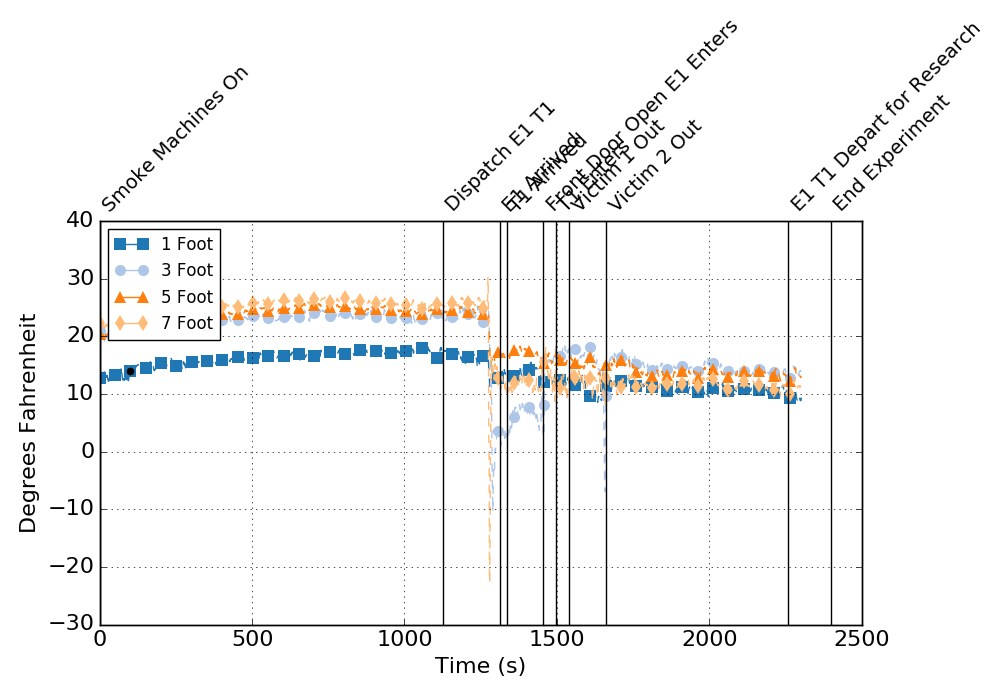 Smoke Machines On
Dispatch E1 T1
E1 Arrived
T1 Arrived
Front Door Open E1 Enters
T1 Enters
Victim 1 Out
Victim 2 Out
E1 T1 Depart for Research
End Experiment
1 Foot
3 Foot
5 Foot
7 Foot
Degrees Fahrenheit
40
30
20
10
0
−10
−20
−30
0
500
1000
1500
2000
2500
Time (s)